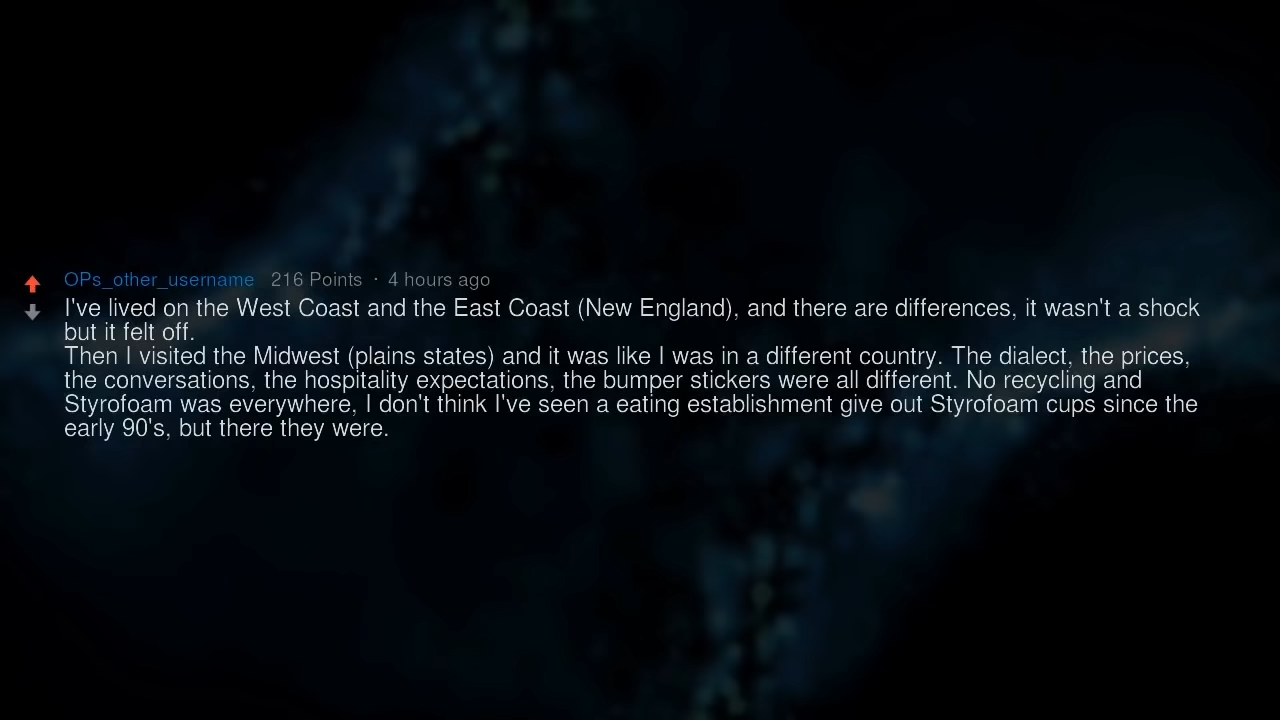 OPs_other_username 216 Points · 4 hours ago
I've lived on the West Coast and the East Coast (New England), and there are differences, it wasn't a shock
but it felt off.
Then I visited the Midwest (plains states) and it was like I was in a different country. The dialect, the prices,
the conversations, the hospitality expectations, the bumper stickers were all different. No recycling and
Styrofoam was everywhere, I don't think I've seen a eating establishment give out Styrofoam cups since the
early 90's, but there they were.